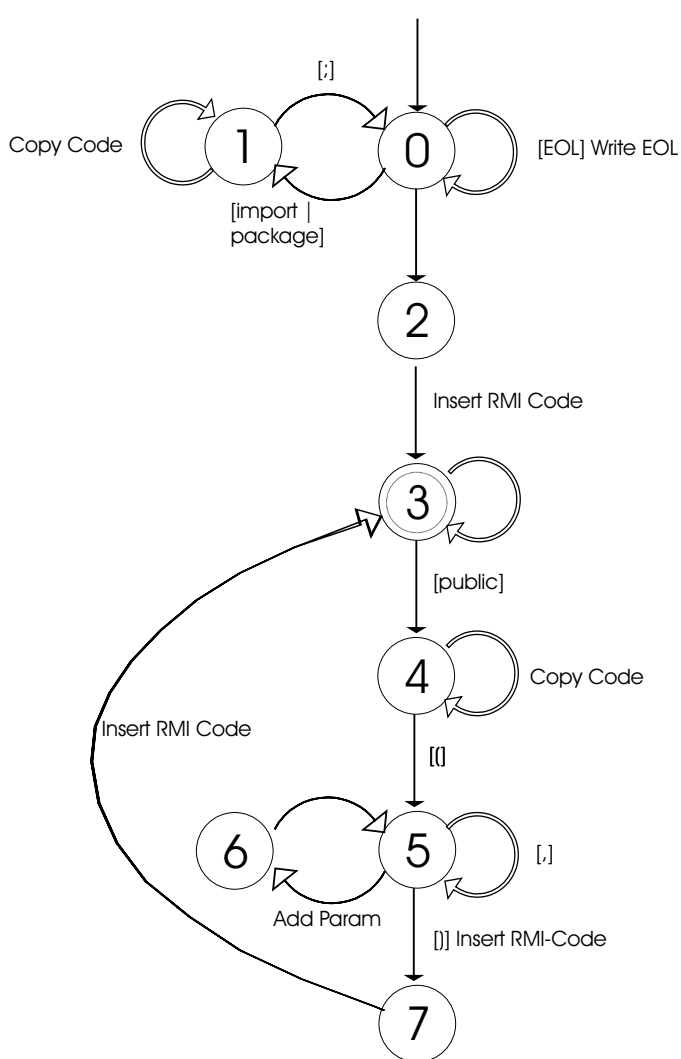 [;]
Copy Code
1
0
[EOL] Write EOL
[import |
package]
2
Insert RMI Code
3
[public]
4
Copy Code
Insert RMI Code
[(]
6
5
[,]
Add Param
[)] Insert RMI-Code
7